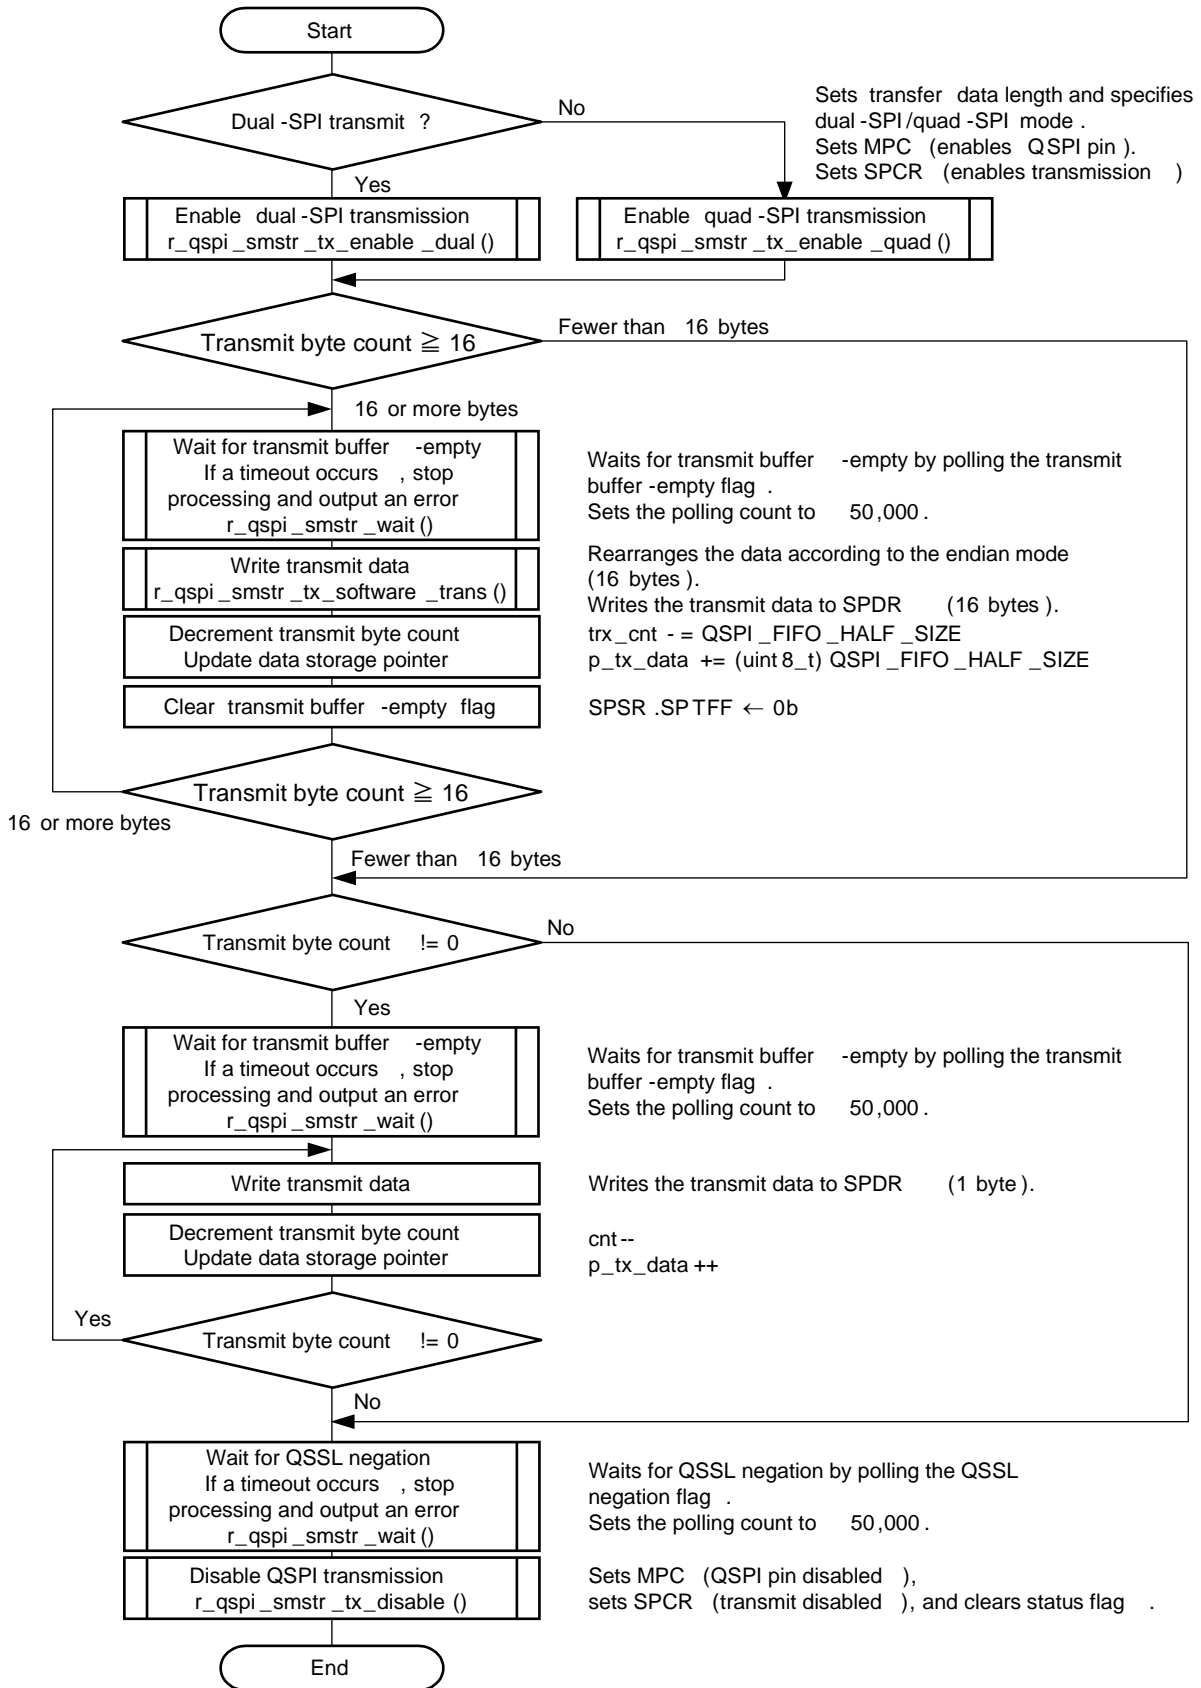 Start
Dual-SPI transmit ?
No
Sets transfer data length and specifies
dual-SPI/quad-SPI mode.
Sets MPC (enables QSPI pin).
Sets SPCR (enables transmission)
Yes
Enable dual-SPI transmission
r_qspi_smstr_tx_enable_dual()
Enable quad-SPI transmission
r_qspi_smstr_tx_enable_quad()
Transmit byte count ≧ 16
Fewer than 16 bytes
16 or more bytes
Wait for transmit buffer-empty
If a timeout occurs, stop
processing and output an error
r_qspi_smstr_wait()
Waits for transmit buffer-empty by polling the transmit
buffer-empty flag.
Sets the polling count to 50,000.
Write transmit data
r_qspi_smstr_tx_software_trans()
Rearranges the data according to the endian mode
(16 bytes).
Writes the transmit data to SPDR (16 bytes).
Decrement transmit byte count
Update data storage pointer
trx_cnt -= QSPI_FIFO_HALF_SIZE
p_tx_data += (uint8_t) QSPI_FIFO_HALF_SIZE
Clear transmit buffer-empty flag
SPSR.SPTFF ← 0b
Transmit byte count ≧ 16
16 or more bytes
Fewer than 16 bytes
Transmit byte count != 0
No
Yes
Wait for transmit buffer-empty
If a timeout occurs, stop
processing and output an error
r_qspi_smstr_wait()
Waits for transmit buffer-empty by polling the transmit
buffer-empty flag.
Sets the polling count to 50,000.
Write transmit data
Writes the transmit data to SPDR (1 byte).
Decrement transmit byte count
Update data storage pointer
cnt--
p_tx_data++
Yes
Transmit byte count != 0
No
Wait for QSSL negation
If a timeout occurs, stop
processing and output an error
r_qspi_smstr_wait()
Waits for QSSL negation by polling the QSSL
negation flag.
Sets the polling count to 50,000.
Disable QSPI transmission
r_qspi_smstr_tx_disable()
Sets MPC (QSPI pin disabled),
sets SPCR (transmit disabled), and clears status flag.
End